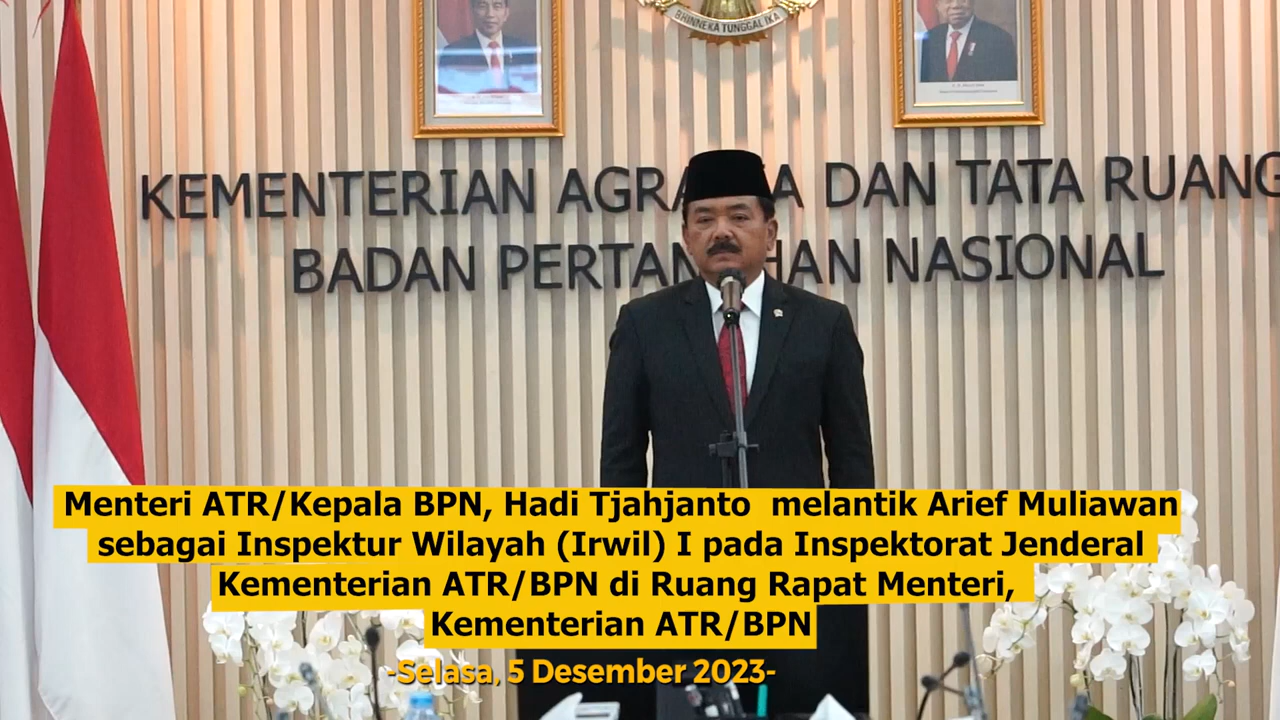 BHINNEKA TUNGGAL IKA
KEMENTERIAN AGRA A DAN TATA RUANG
BADAN PERTAN HAN NASIONAL
Menteri ATR/Kepala BPN, Hadi Tjahjanto melantik Arief Muliawan
sebagai Inspektur Wilayah (Irwil) I pada Inspektorat Jenderal
Kementerian ATR/BPN di Ruang Rapat Menteri,
Kementerian ATR/BPN
-Selasa, 5 Desember 2023-